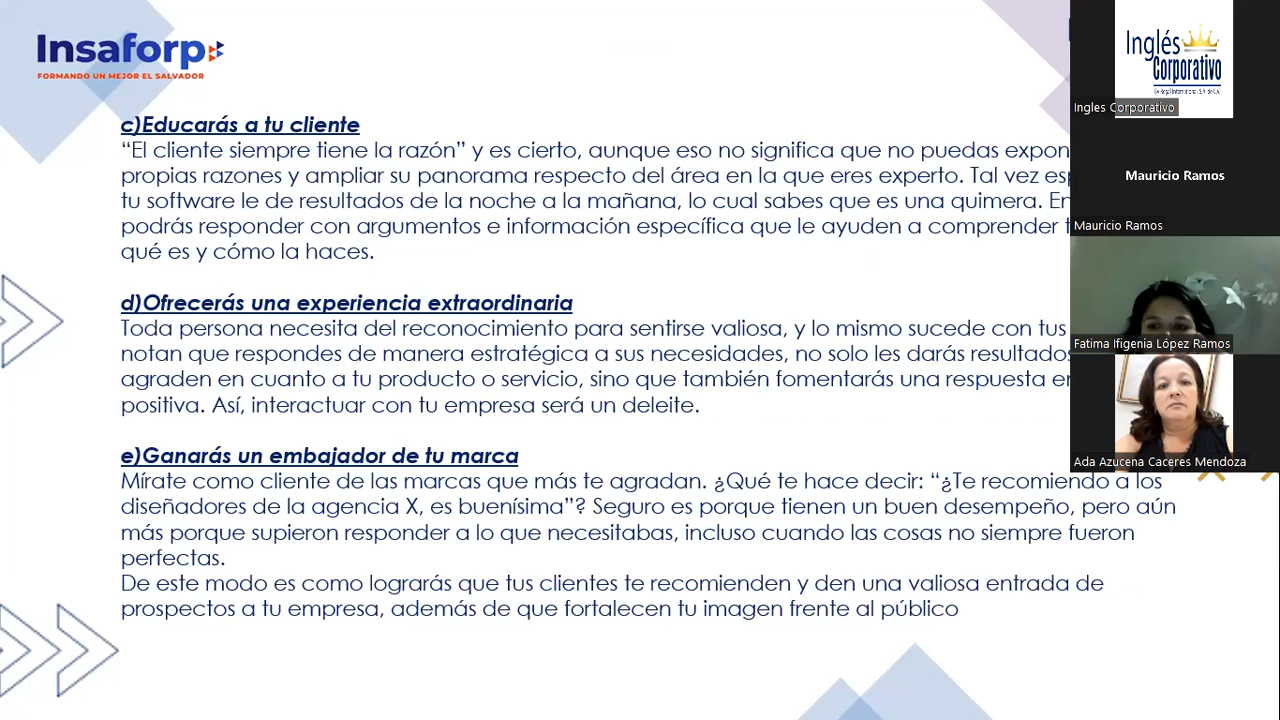 Insaforp
FORMANDO UN MEJOR EL SALVADOR
c)Educarás a tu cliente
“El cliente siempre tiene la razón” y es cierto, aunque eso no significa que no puedas
propias razones y ampliar su panorama respecto del área en la que eres experto. Tal vez
tu software le de resultados de la noche a la mañana, lo cual sabes que es una quimera.
podrás responder con argumentos e información específica que le ayuden a comprender
qué es y cómo la haces.
d)Ofrecerás una experiencia extraordinaria
Toda persona necesita del reconocimiento para sentirse valiosa, y lo mismo sucede con tus
notan que respondes de manera estratégica a sus necesidades, no solo les darás resultados
agraden en cuanto a tu producto o servicio, sino que también fomentarás una respuesta
positiva. Así, interactuar con tu empresa será un deleite.
e)Ganarás un embajador de tu marca
Mírate como cliente de las marcas que más te agradan. ¿Qué te hace decir: “¿Te recomiendo a los
diseñadores de la agencia X, es buenísima”? Seguro es porque tienen un buen desempeño, pero aún
más porque supieron responder a lo que necesitabas, incluso cuando las cosas no siempre fueron
perfectas.
De este modo es como lograrás que tus clientes te recomienden y den una valiosa entrada de
prospectos a tu empresa, además de que fortalecen tu imagen frente al público
Inglés
Corporativo
Ingles Corporativo
Mauricio Ramos
Mauricio Ramos
Fatima Ifigenia López Ramos
Ada Azucena Caceres Mendoza